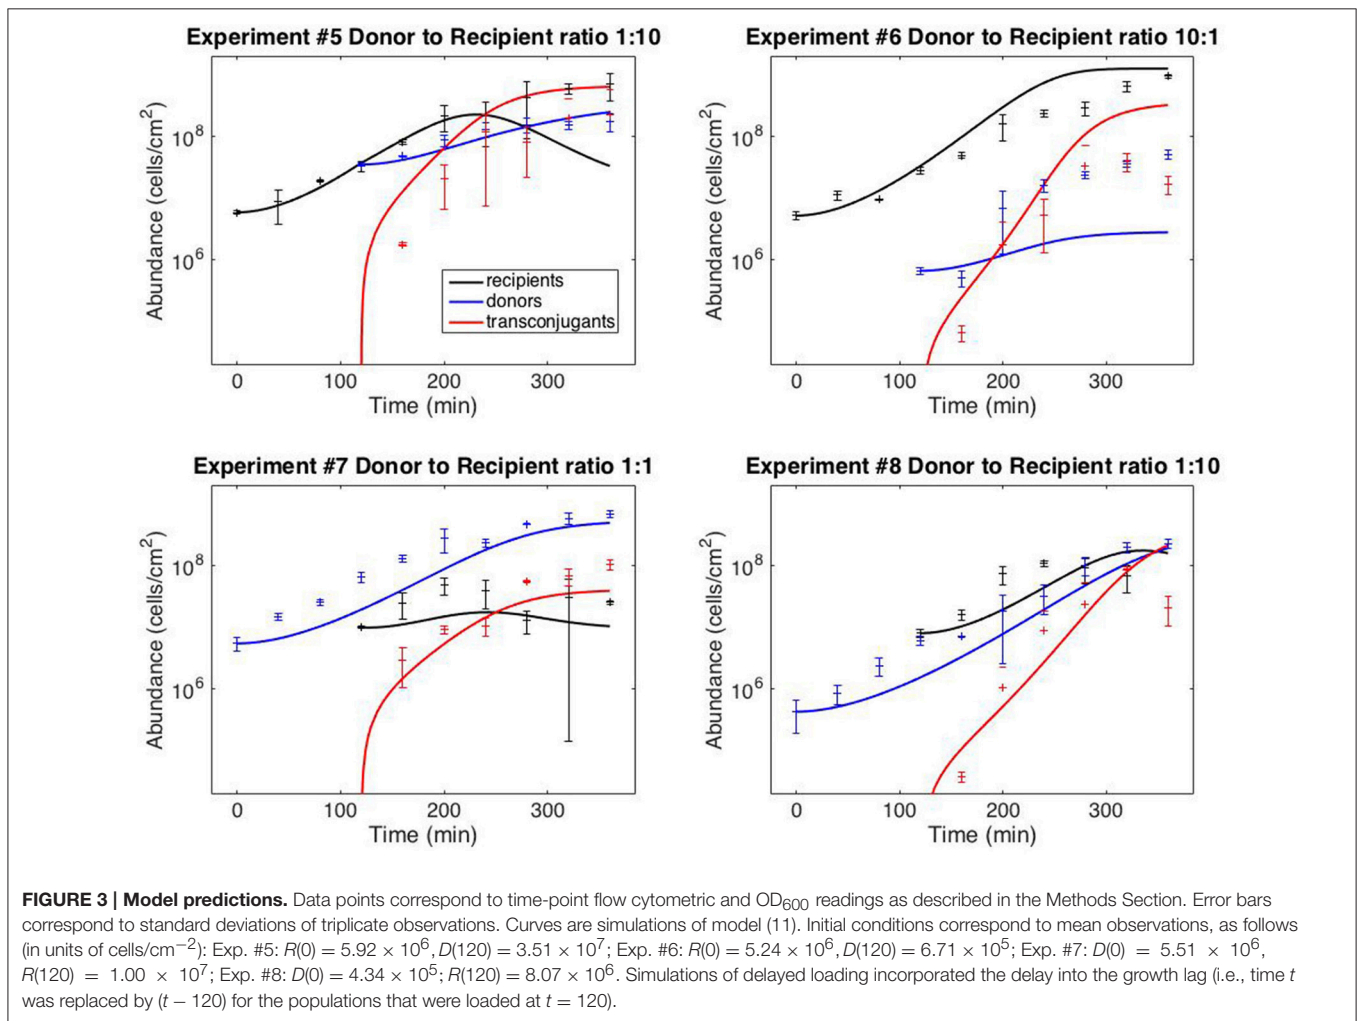 Experiment #5 Donor to Recipient ratio 1:10
Abundance (cells/cm²)
10⁸
10⁶
0
100
200
300
Time (min)
recipients
donors
transconjugants
Experiment #6 Donor to Recipient ratio 10:1
Abundance (cells/cm²)
10⁸
10⁶
0
100
200
300
Time (min)
Experiment #7 Donor to Recipient ratio 1:1
Abundance (cells/cm²)
10⁸
10⁶
0
100
200
300
Time (min)
Experiment #8 Donor to Recipient ratio 1:10
Abundance (cells/cm²)
10⁸
10⁶
0
100
200
300
Time (min)
FIGURE 3 | Model predictions. Data points correspond to time-point flow cytometric and OD₆₀₀ readings as described in the Methods Section. Error bars
correspond to standard deviations of triplicate observations. Curves are simulations of model (11). Initial conditions correspond to mean observations, as follows
(in units of cells/cm⁻²): Exp. #5: R(0) = 5.92 × 10⁶, D(120) = 3.51 × 10⁷; Exp. #6: R(0) = 5.24 × 10⁶, D(120) = 6.71 × 10⁵; Exp. #7: D(0) = 5.51 × 10⁶,
R(120) = 1.00 × 10⁷; Exp. #8: D(0) = 4.34 × 10⁵; R(120) = 8.07 × 10⁶. Simulations of delayed loading incorporated the delay into the growth lag (i.e., time t
was replaced by (t − 120) for the populations that were loaded at t = 120).